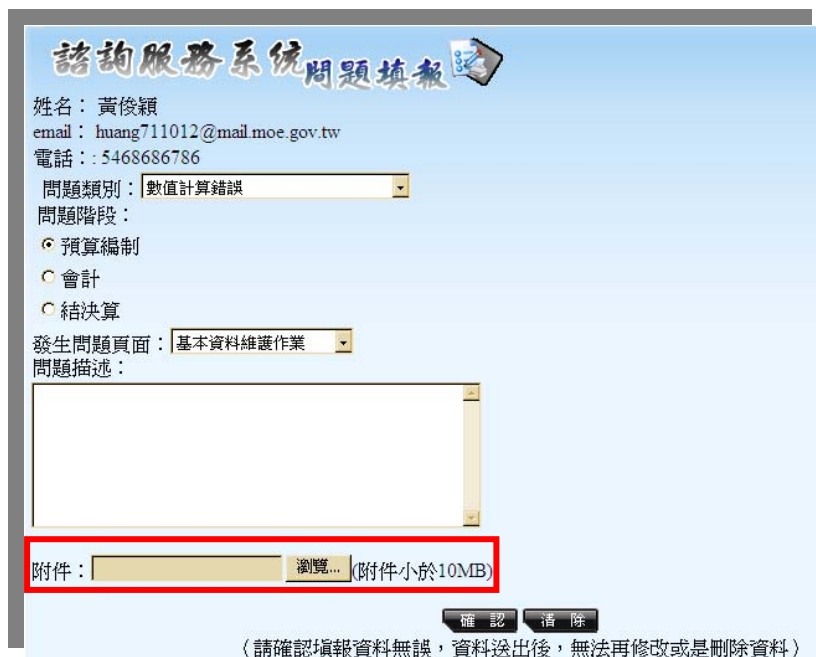 諮詢服務系統問題填報
姓名： 黃俊穎
email： huang711012@mail.moe.gov.tw
電話：: 5468686786
問題類別：數值計算錯誤
問題階段：
預算編制
會計
結決算
發生問題頁面：基本資料維護作業
問題描述：
附件： 瀏覽... (附件小於10MB)
確 認 清 除
（請確認填報資料無誤，資料送出後，無法再修改或是刪除資料）